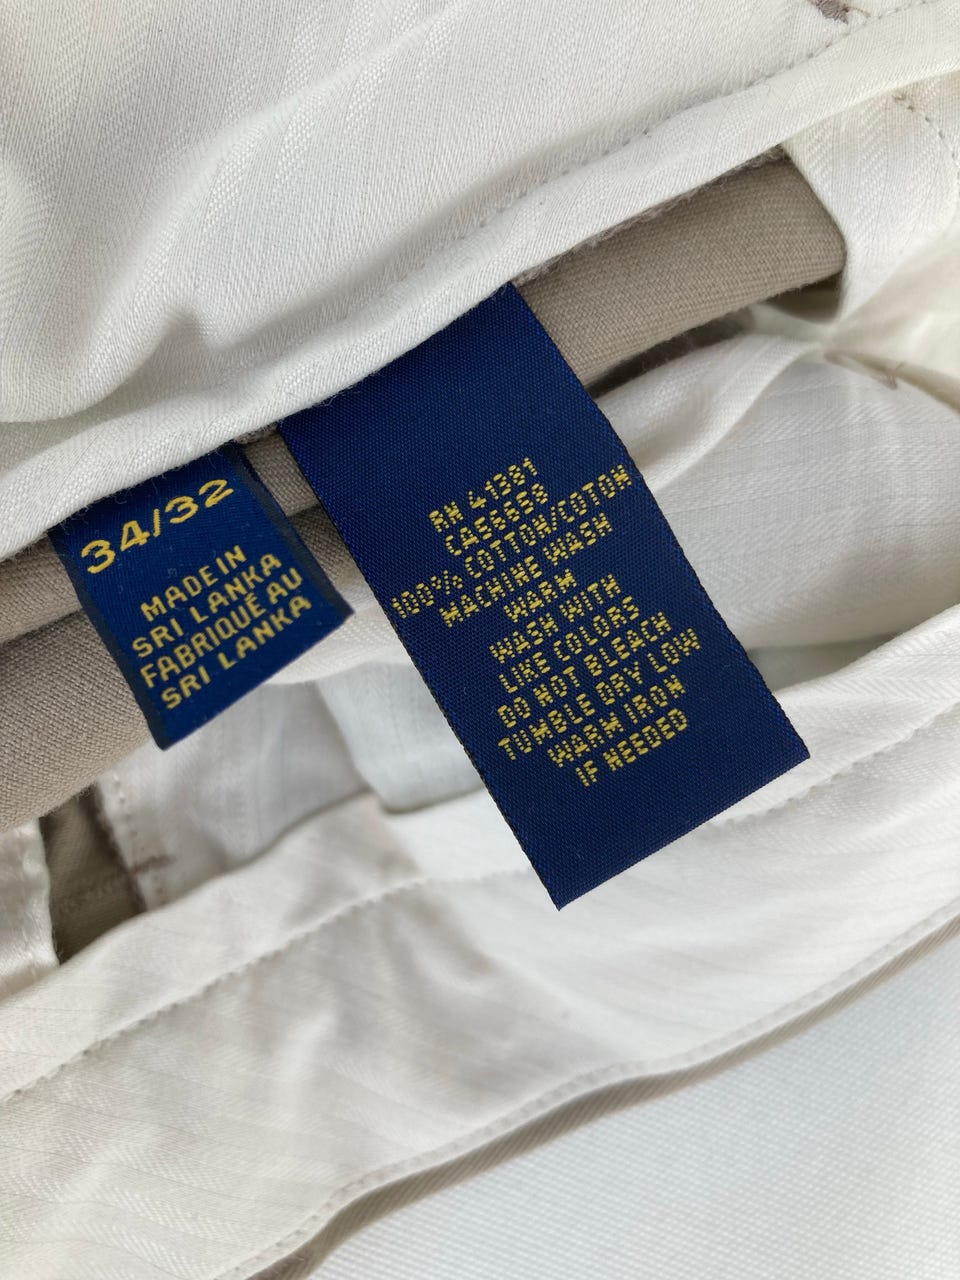 34/32
MADE IN
SRI LANKA
FABRIQUÉ AU
SRI LANKA
RN 41381
CA56658
100% COTTON/COTON
MACHINE WASH
WARM
WASH WITH
LIKE COLORS
DO NOT BLEACH
TUMBLE DRY LOW
WARM IRON
IF NEEDED